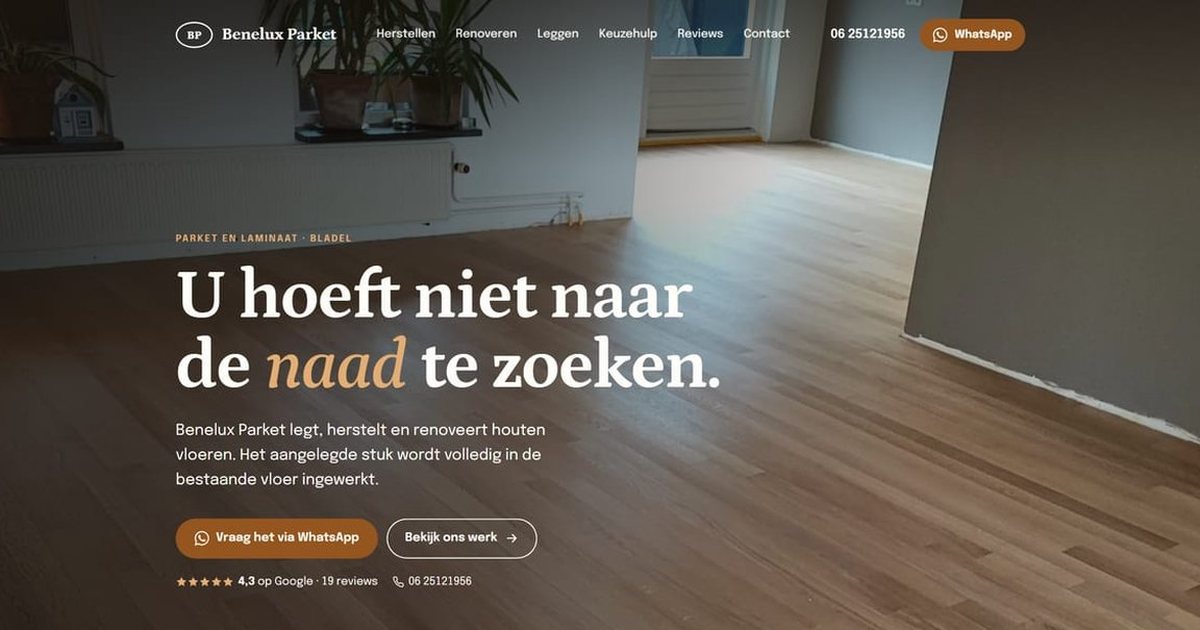 BP Benelux Parket Herstellen Renoveren Leggen Keuzehulp Reviews Contact 06 25121956 WhatsApp
PARKET EN LAMINAAT · BLADEL
U hoeft niet naar
de naad te zoeken.
Benelux Parket legt, herstelt en renoveert houten
vloeren. Het aangelegde stuk wordt volledig in de
bestaande vloer ingewerkt.
Vraag het via WhatsApp Bekijk ons werk →
★★★★★ 4,3 op Google · 19 reviews 06 25121956